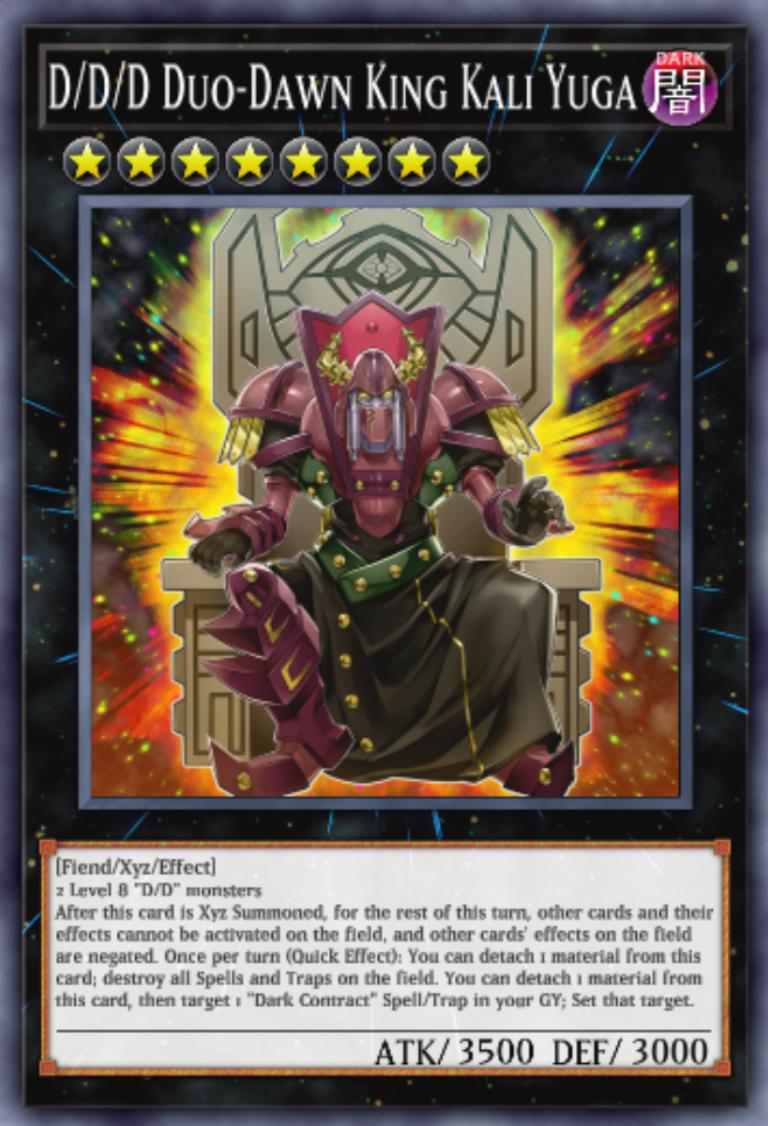 D/D/D Duo-Dawn King Kali Yuga
DARK
闇
[Fiend/Xyz/Effect]
2 Level 8 "D/D" monsters
After this card is Xyz Summoned, for the rest of this turn, other cards and their
effects cannot be activated on the field, and other cards' effects on the field
are negated. Once per turn (Quick Effect): You can detach 1 material from this
card; destroy all Spells and Traps on the field. You can detach 1 material from
this card, then target 1 "Dark Contract" Spell/Trap in your GY; Set that target.
ATK/ 3500 DEF/ 3000